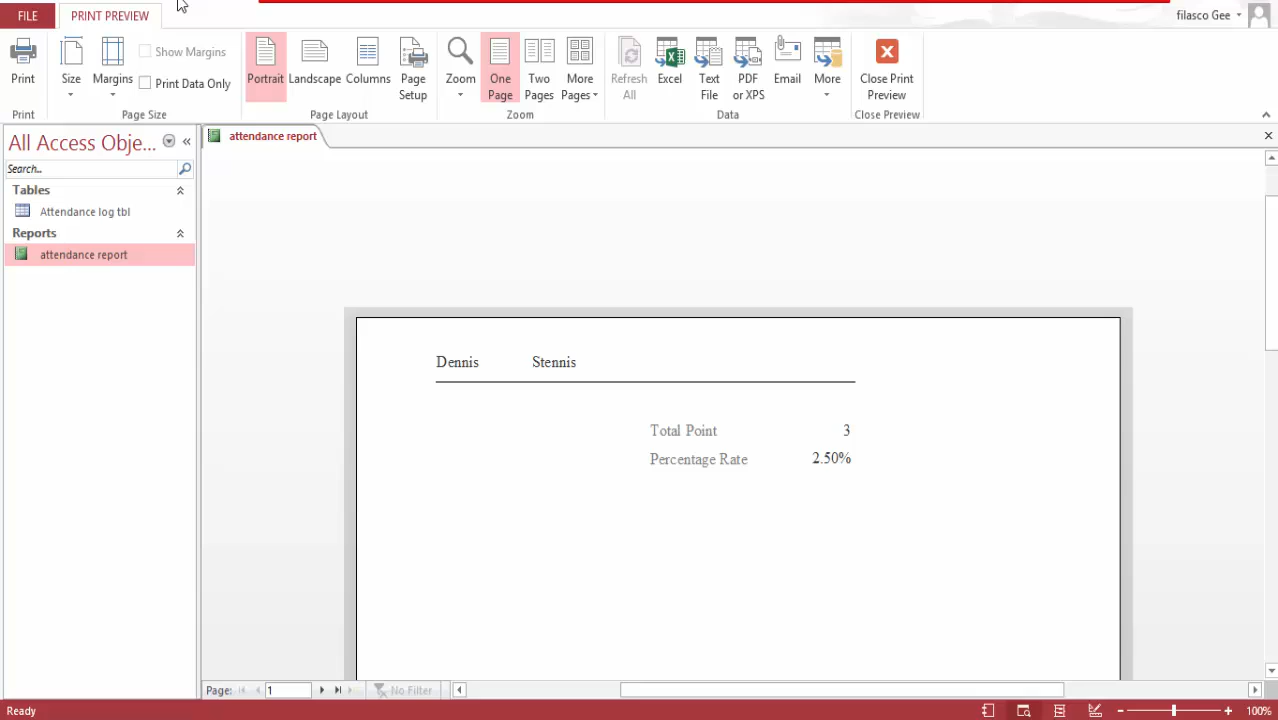 FILE PRINT PREVIEW filasco Gee
Print Size Margins Show Margins Print Data Only Portrait Landscape Columns Page Setup Zoom One Page Two Pages More Pages Refresh All Excel Text File PDF or XPS Email More Close Print Preview
Print Page Size Page Layout Zoom Data Close Preview
All Access Obje... attendance report
Search..
Tables
Attendance log tbl
Reports
attendance report
Dennis Stennis
Total Point 3
Percentage Rate 2.50%
Page: 1 No Filter
Ready 100%